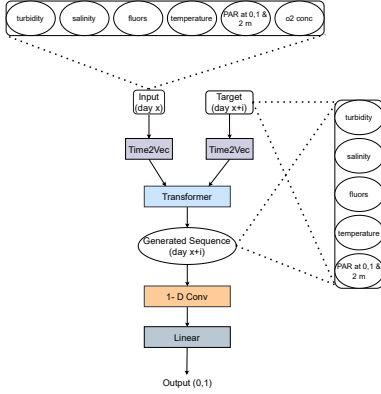 turbidity
salinity
fluors
temperature
PAR at 0,1 &
2 m
o2 conc
Input
(day x)
Target
(day x+i)
Time2Vec
Time2Vec
Transformer
Generated Sequence
(day x+i)
1- D Conv
Linear
Output (0,1)
turbidity
salinity
fluors
temperature
PAR at 0,1 &
2 m